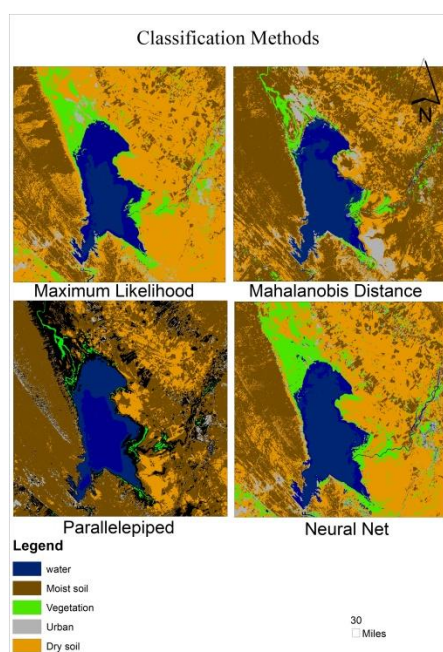 Classification Methods
N
Maximum Likelihood
Mahalanobis Distance
Parallelepiped
Neural Net
Legend
water
Moist soil
Vegetation
Urban
Dry soil
30
Miles